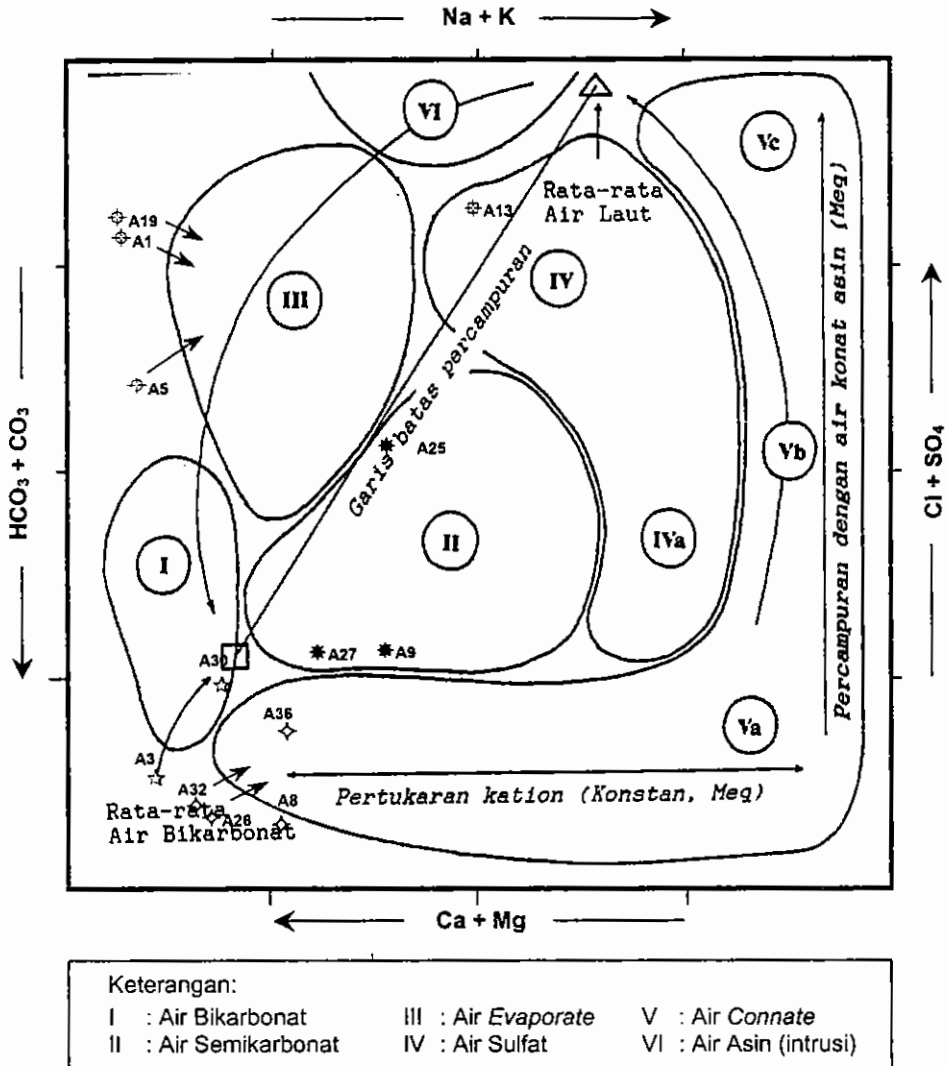 Na + K
VI
Vc
Rata-rata
Air Laut
A19
A1
A13
III
IV
A5
Garis batas percampuran
A25
Vb
Percampuran dengan air konat asin (Meq)
HCO₃ + CO₃
Cl + SO₄
I
II
IVa
A30
A27
A9
A36
Va
A3
A32
Pertukaran kation (Konstan, Meq)
Rata-rata
A8
Air Bikarbonat
Ca + Mg
Keterangan:
I : Air Bikarbonat III : Air Evaporate V : Air Connate
II : Air Semikarbonat IV : Air Sulfat VI : Air Asin (intrusi)